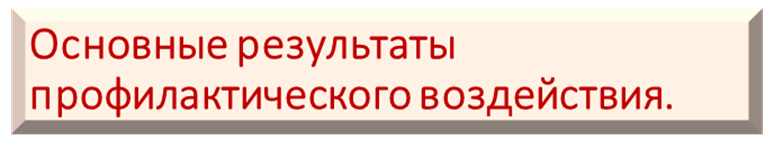 Основные результаты
профилактического воздействия.